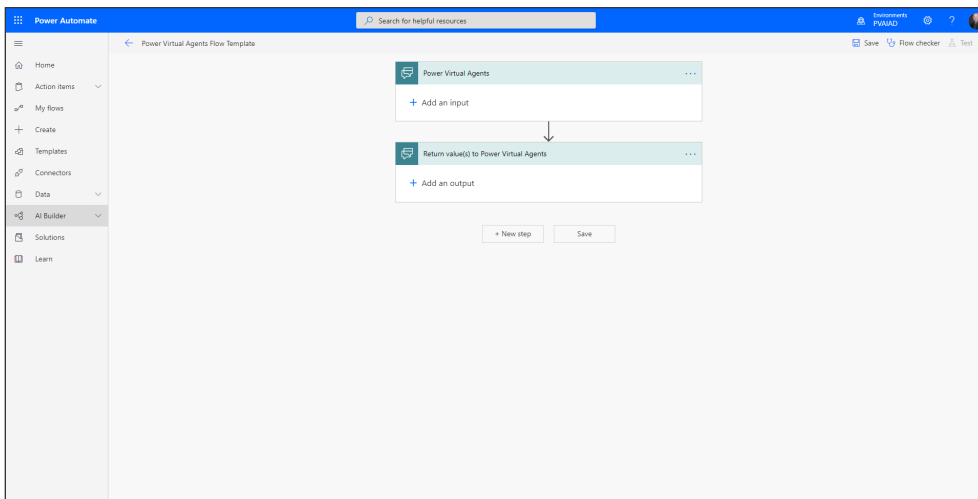 Power Automate
Search for helpful resources
Environments
PVAIAD
?
Power Virtual Agents Flow Template
Save
Flow checker
Test
Home
Action items
My flows
Create
Templates
Connectors
Data
AI Builder
Solutions
Learn
Power Virtual Agents
...
+ Add an input
Return value(s) to Power Virtual Agents
...
+ Add an output
+ New step
Save